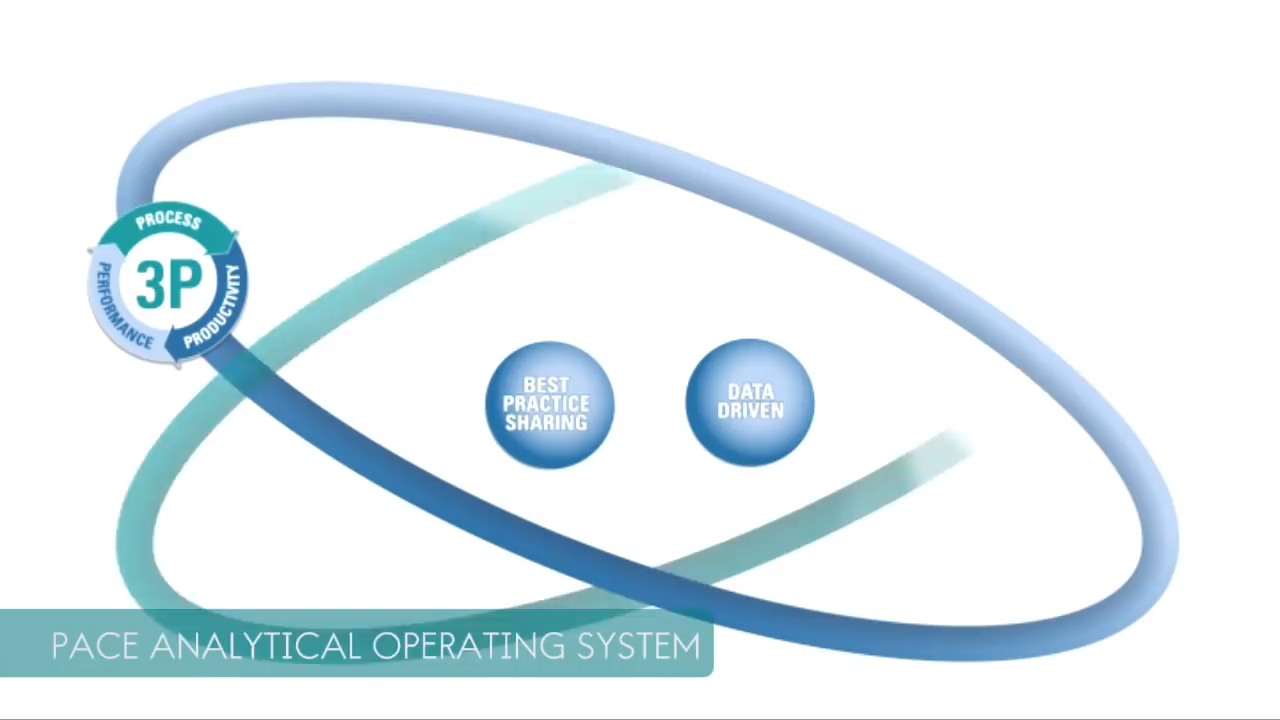 PROCESS
3P
PERFORMANCE
PRODUCTIVITY
BEST
PRACTICE
SHARING
DATA
DRIVEN
PACE ANALYTICAL OPERATING SYSTEM